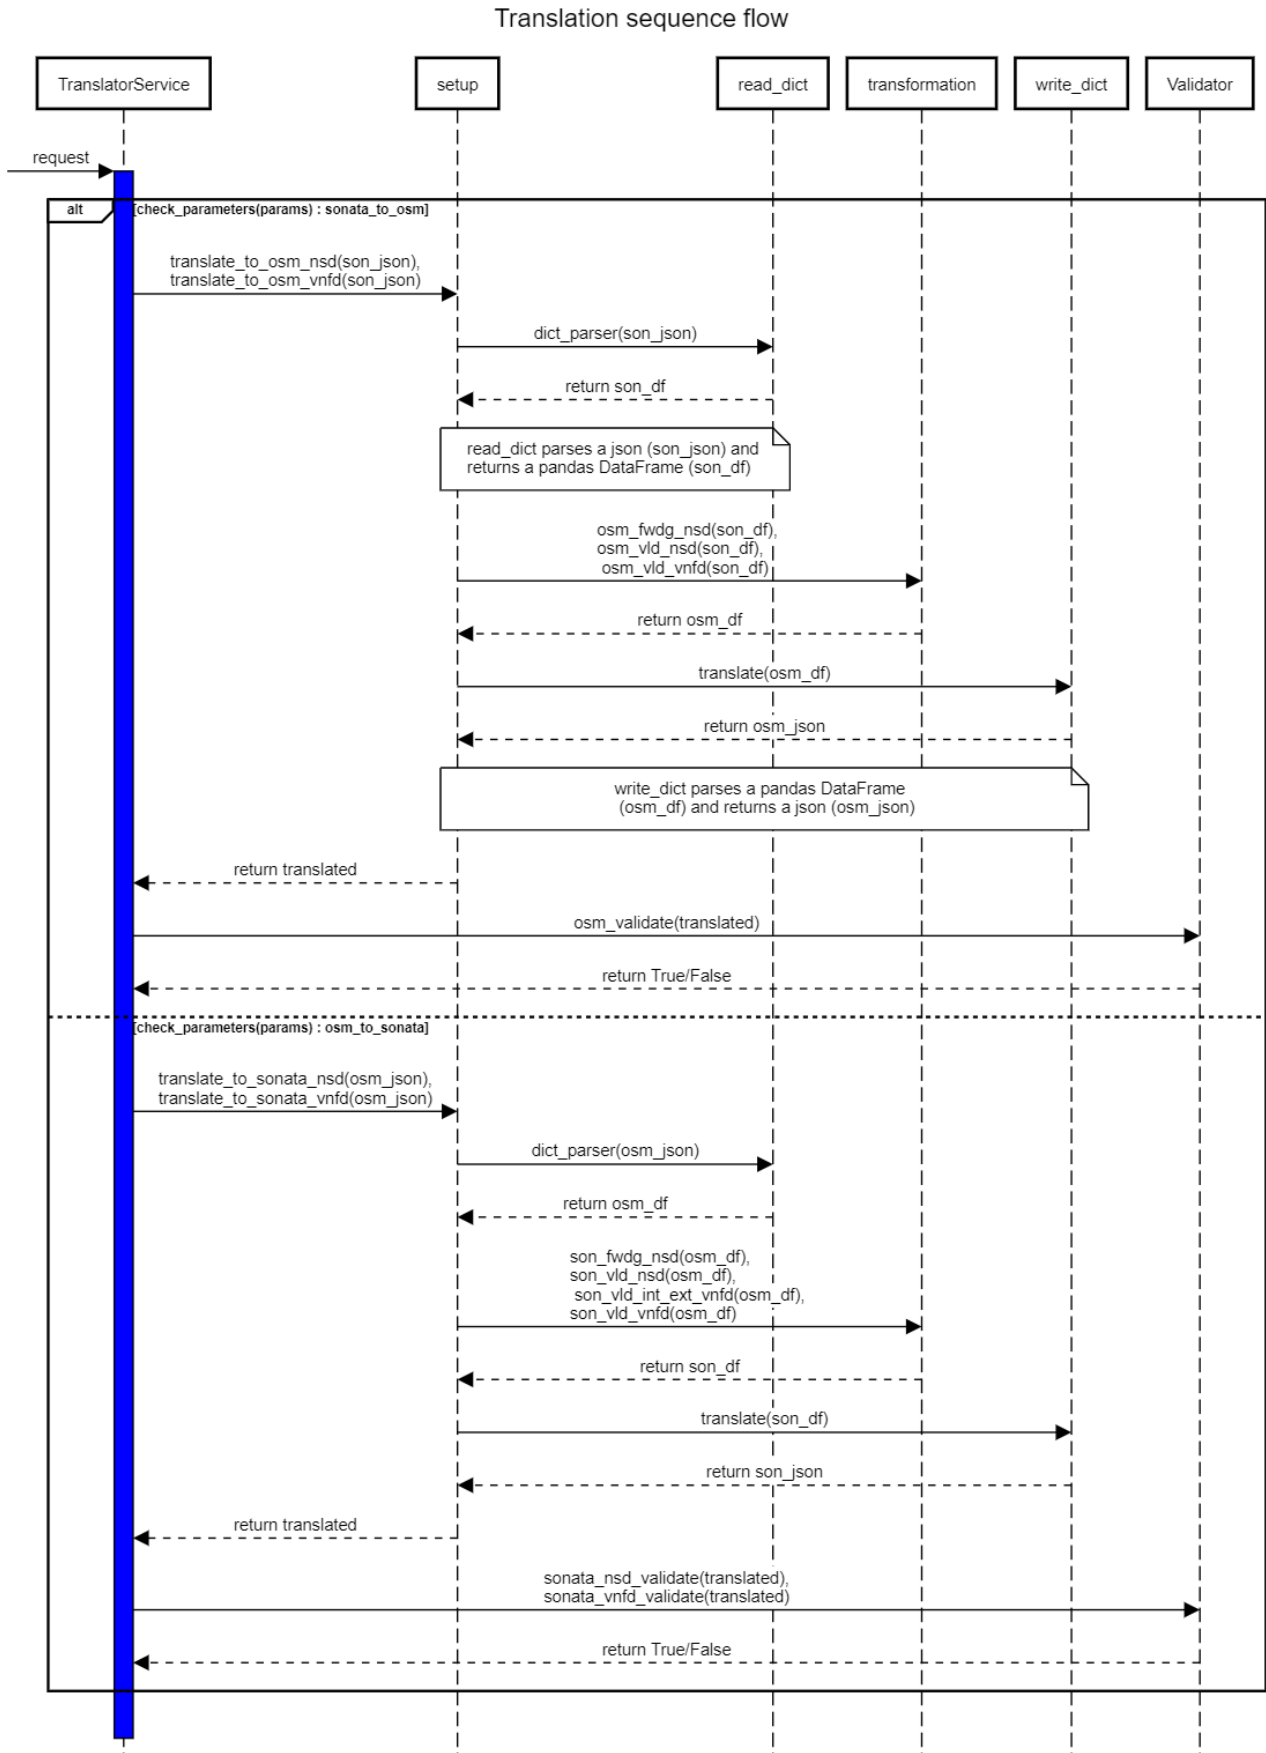 Translation sequence flow
TranslatorService
setup
read_dict
transformation
write_dict
Validator
request
alt
[check_parameters(params) : sonata_to_osm]
translate_to_osm_nsd(son_json),
translate_to_osm_vnfd(son_json)
dict_parser(son_json)
return son_df
read_dict parses a json (son_json) and
returns a pandas DataFrame (son_df)
osm_fwdg_nsd(son_df),
osm_vld_nsd(son_df),
osm_vld_vnfd(son_df)
return osm_df
translate(osm_df)
return osm_json
write_dict parses a pandas DataFrame
(osm_df) and returns a json (osm_json)
return translated
osm_validate(translated)
return True/False
[check_parameters(params) : osm_to_sonata]
translate_to_sonata_nsd(osm_json),
translate_to_sonata_vnfd(osm_json)
dict_parser(osm_json)
return osm_df
son_fwdg_nsd(osm_df),
son_vld_nsd(osm_df),
son_vld_int_ext_vnfd(osm_df),
son_vld_vnfd(osm_df)
return son_df
translate(son_df)
return son_json
return translated
sonata_nsd_validate(translated),
sonata_vnfd_validate(translated)
return True/False